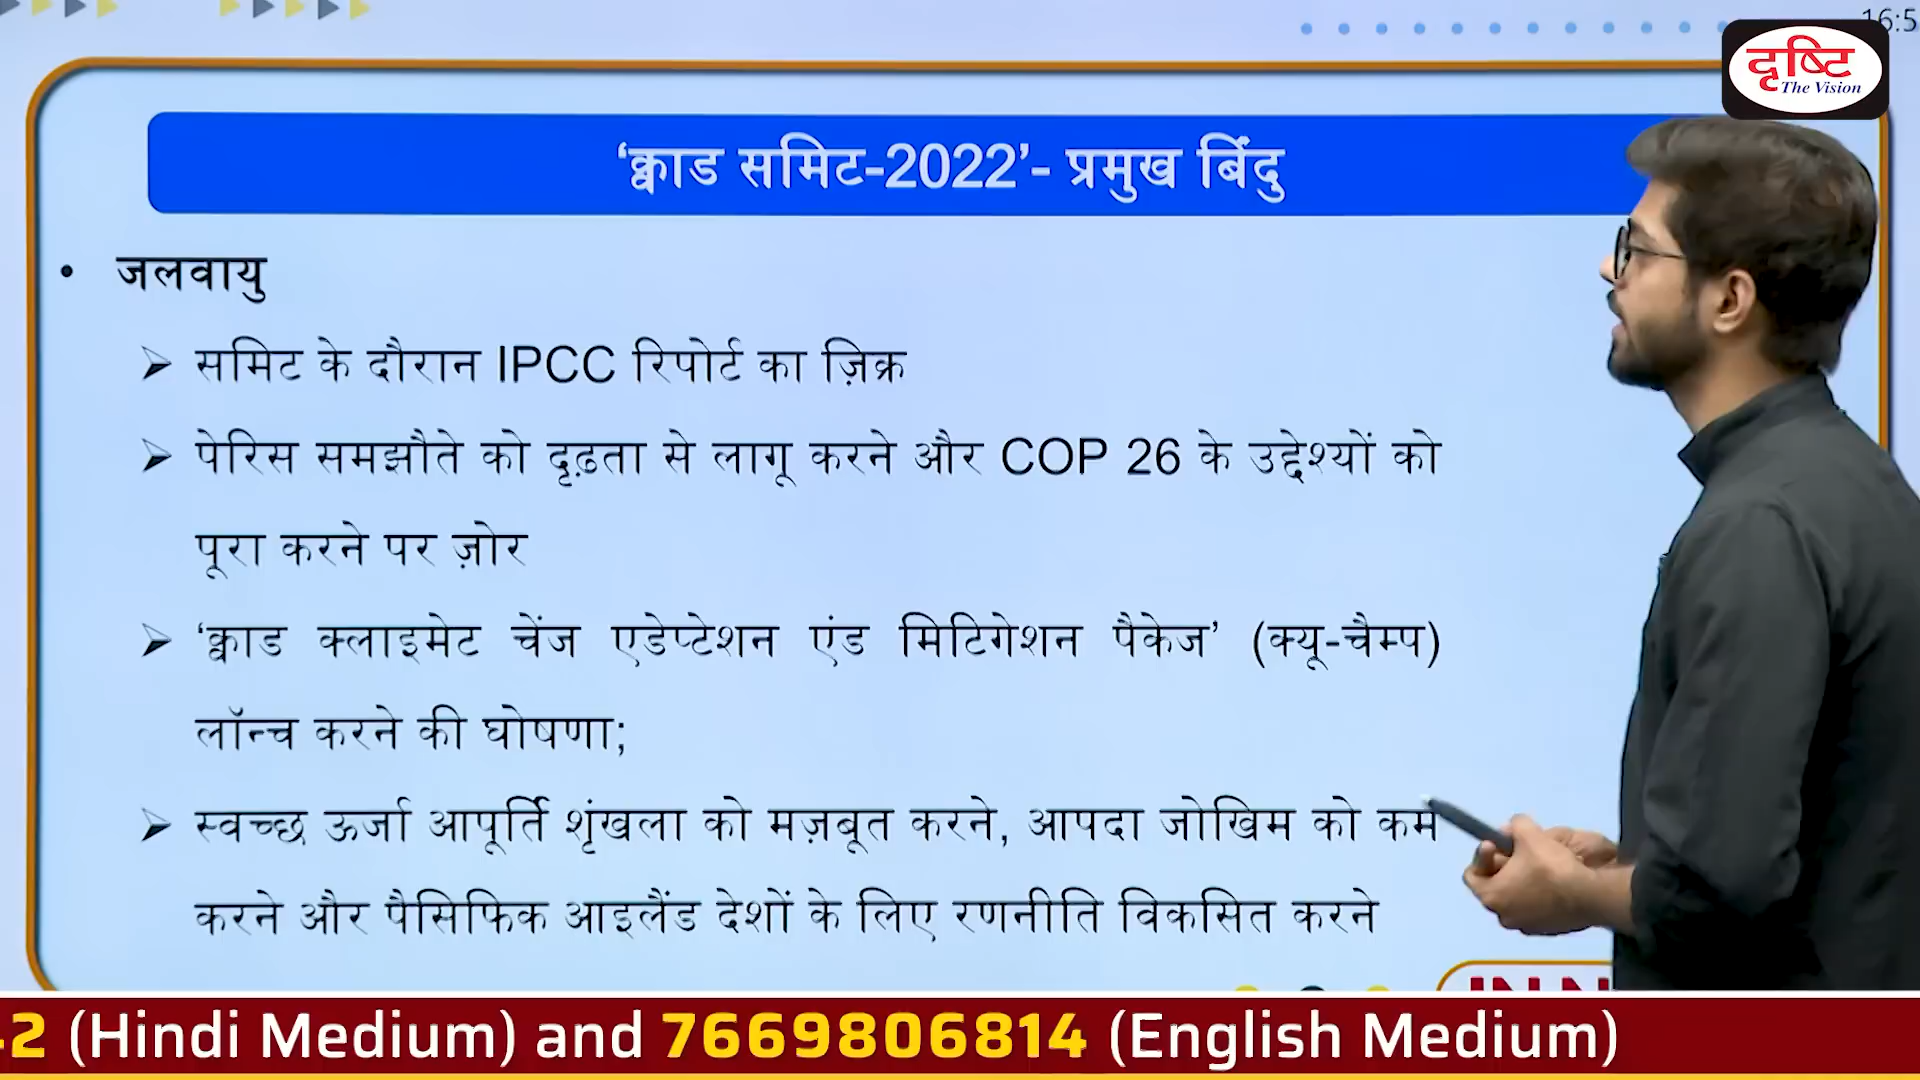 16:5
दृष्टि
The Vision
‘क्वाड समिट-2022’- प्रमुख बिंदु
• जलवायु
➢ समिट के दौरान IPCC रिपोर्ट का ज़िक्र
➢ पेरिस समझौते को दृढ़ता से लागू करने और COP 26 के उद्देश्यों को
पूरा करने पर ज़ोर
➢ ‘क्वाड क्लाइमेट चेंज एडेप्टेशन एंड मिटिगेशन पैकेज’ (क्यू-चैम्प)
लॉन्च करने की घोषणा;
➢ स्वच्छ ऊर्जा आपूर्ति शृंखला को मज़बूत करने, आपदा जोखिम को कम
करने और पैसिफिक आइलैंड देशों के लिए रणनीति विकसित करने
2 (Hindi Medium) and 7669806814 (English Medium)